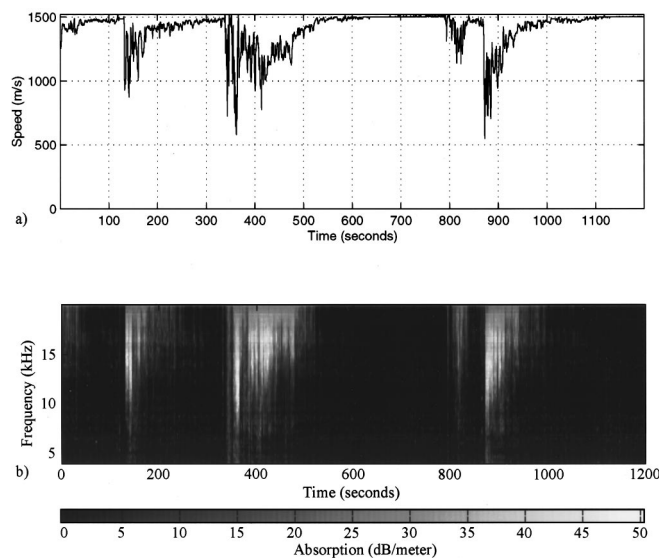 1500
1000
500
0
Speed (m/s)
100 200 300 400 500 600 700 800 900 1000 1100
Time (seconds)
a)
15
10
5
Frequency (kHz)
b)
0 200 400 600 800 1000 1200
Time (seconds)
0 5 10 15 20 25 30 35 40 45 50
Absorption (dB/meter)